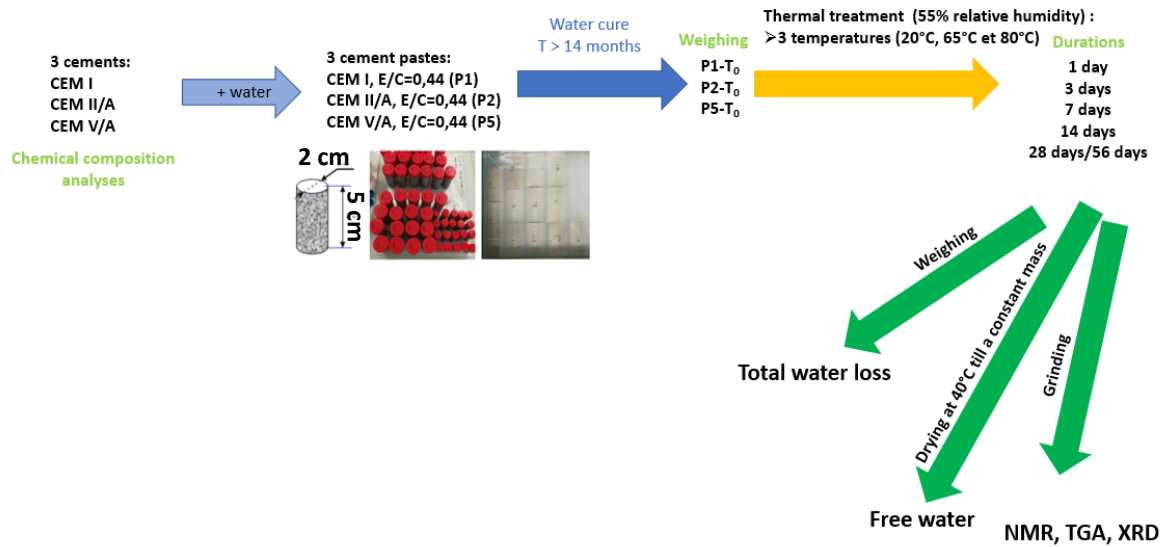 3 cements:
CEM I
CEM II/A
CEM V/A
Chemical composition
analyses
+ water
3 cement pastes:
CEM I, E/C=0,44 (P1)
CEM II/A, E/C=0,44 (P2)
CEM V/A, E/C=0,44 (P5)
2 cm
5 cm
Water cure
T > 14 months
Weighing
P1-T₀
P2-T₀
P5-T₀
Thermal treatment (55% relative humidity) :
➢3 temperatures (20°C, 65°C et 80°C)
Durations
1 day
3 days
7 days
14 days
28 days/56 days
Weighing
Total water loss
Drying at 40°C till a constant mass
Free water
Grinding
NMR, TGA, XRD